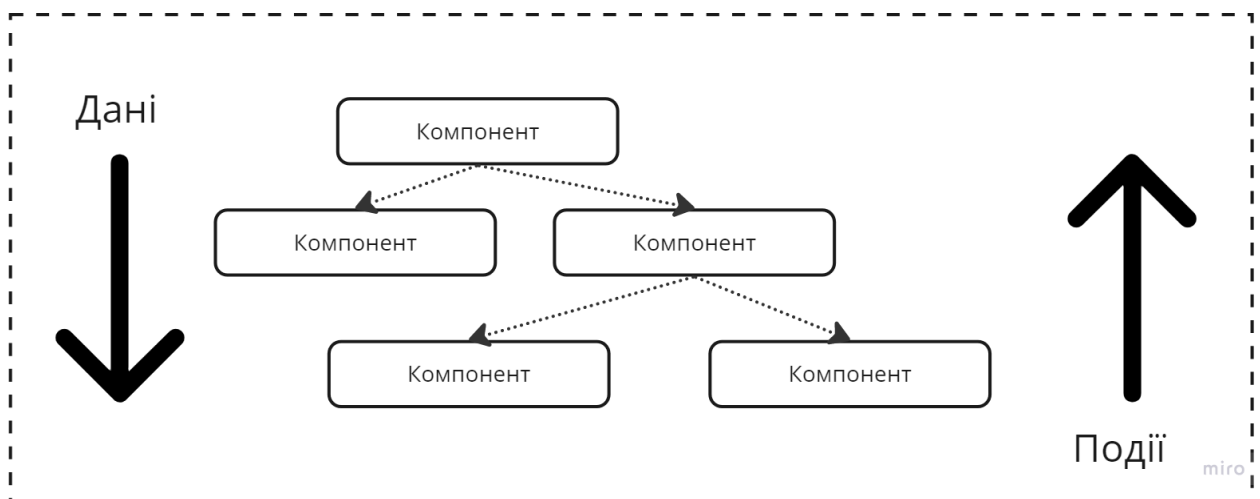 Дані
Компонент
Компонент
Компонент
Компонент
Компонент
Події
miro